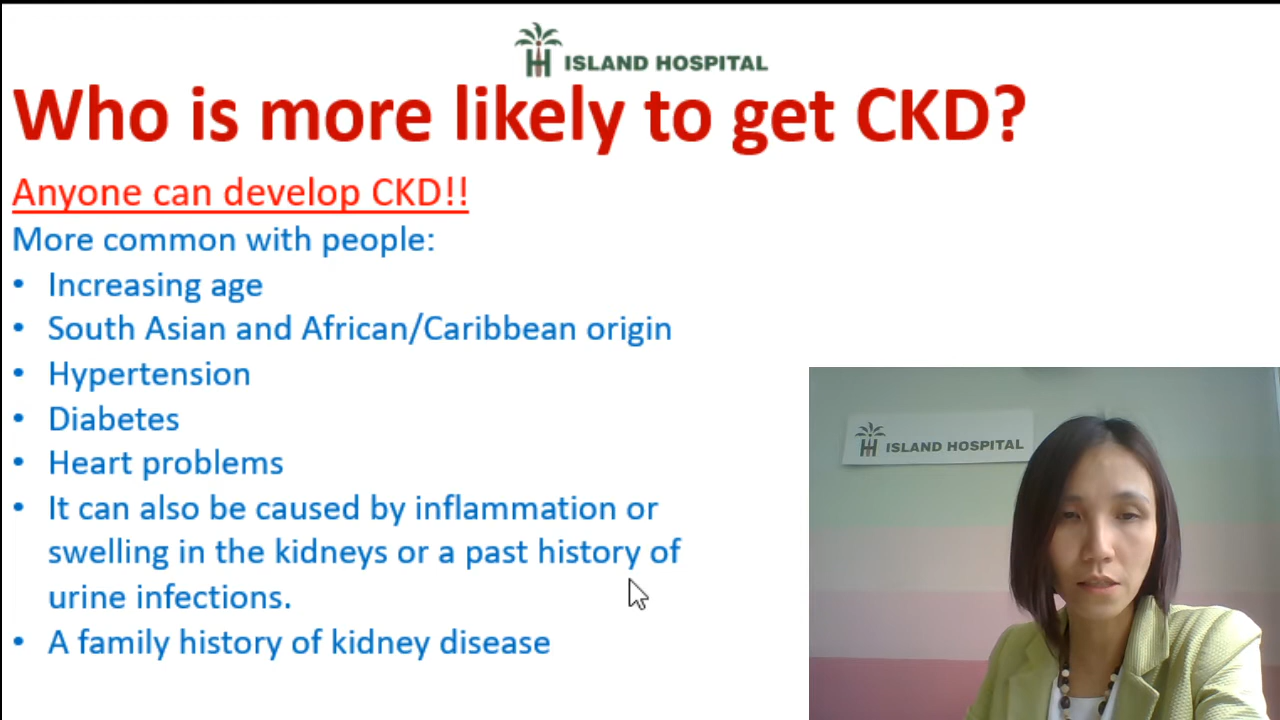 ISLAND HOSPITAL
Who is more likely to get CKD?
Anyone can develop CKD!!
More common with people:
• Increasing age
• South Asian and African/Caribbean origin
• Hypertension
• Diabetes
• Heart problems
• It can also be caused by inflammation or
swelling in the kidneys or a past history of
urine infections.
• A family history of kidney disease
ISLAND HOSPITAL